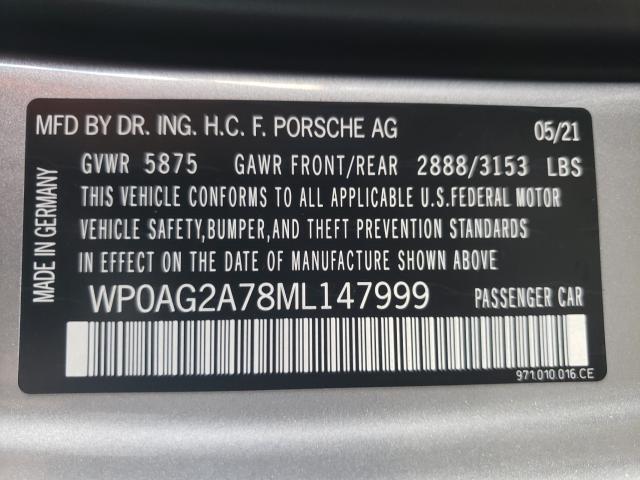 MFD BY DR. ING. H.C. F. PORSCHE AG 05/21
GVWR 5875 GAWR FRONT/REAR 2888/3153 LBS
THIS VEHICLE CONFORMS TO ALL APPLICABLE U.S.FEDERAL MOTOR
VEHICLE SAFETY,BUMPER,AND THEFT PREVENTION STANDARDS
IN EFFECT ON THE DATE OF MANUFACTURE SHOWN ABOVE
MADE IN GERMANY
WP0AG2A78ML147999 PASSENGER CAR
971.010.016.CE